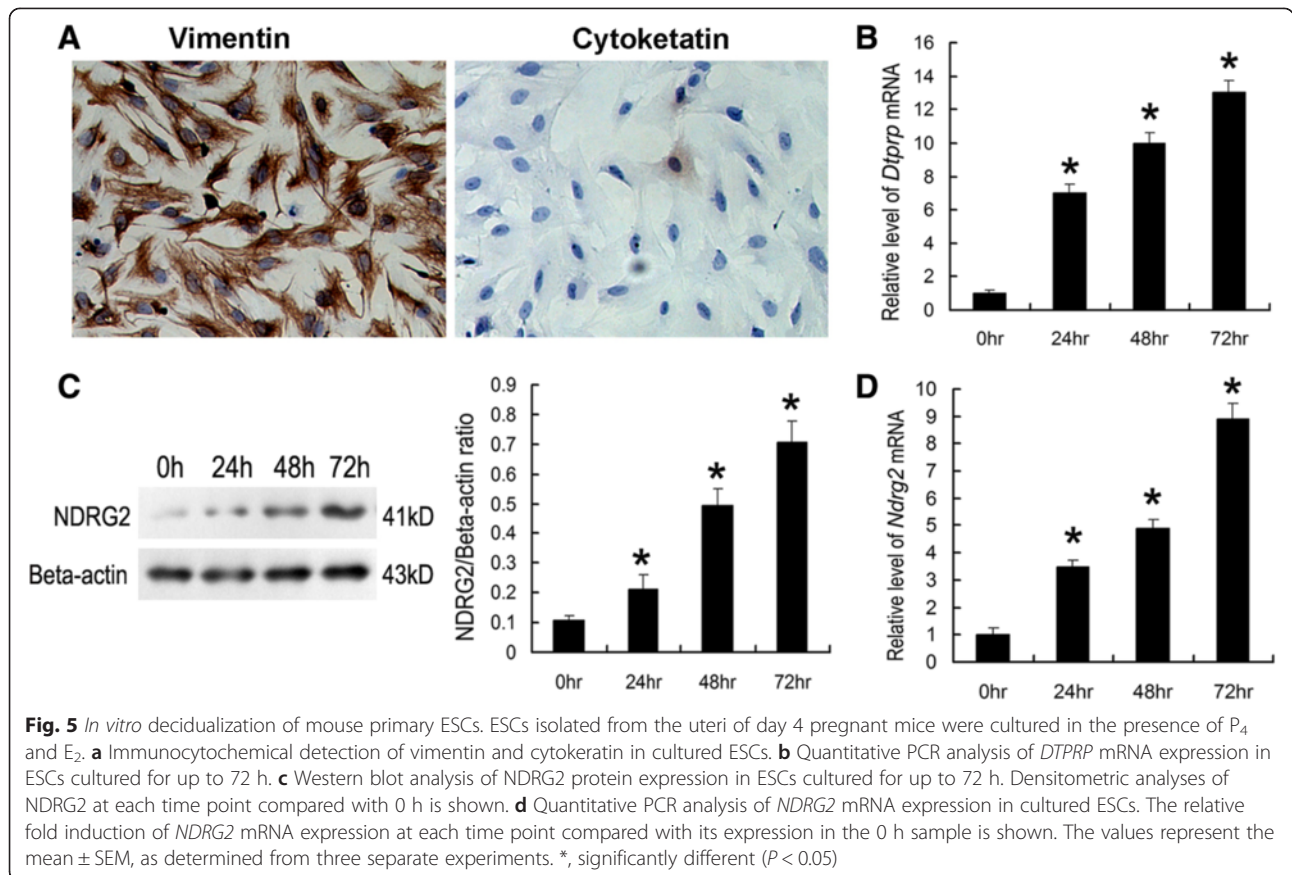 A
Vimentin
Cytoketatin
B
Relative level of Dtprp mRNA
16
14
12
10
8
6
4
2
0
*
*
*
0hr 24hr 48hr 72hr
C
0h 24h 48h 72h
NDRG2 41kD
Beta-actin 43kD
NDRG2/Beta-actin ratio
0.9
0.8
0.7
0.6
0.5
0.4
0.3
0.2
0.1
0
*
*
*
0hr 24hr 48hr 72hr
D
Relative level of Ndrg2 mRNA
10
9
8
7
6
5
4
3
2
1
0
*
*
*
0hr 24hr 48hr 72hr
Fig. 5 In vitro decidualization of mouse primary ESCs. ESCs isolated from the uteri of day 4 pregnant mice were cultured in the presence of P₄
and E₂. a Immunocytochemical detection of vimentin and cytokeratin in cultured ESCs. b Quantitative PCR analysis of DTPRP mRNA expression in
ESCs cultured for up to 72 h. c Western blot analysis of NDRG2 protein expression in ESCs cultured for up to 72 h. Densitometric analyses of
NDRG2 at each time point compared with 0 h is shown. d Quantitative PCR analysis of NDRG2 mRNA expression in cultured ESCs. The relative
fold induction of NDRG2 mRNA expression at each time point compared with its expression in the 0 h sample is shown. The values represent the
mean ± SEM, as determined from three separate experiments. *, significantly different (P < 0.05)